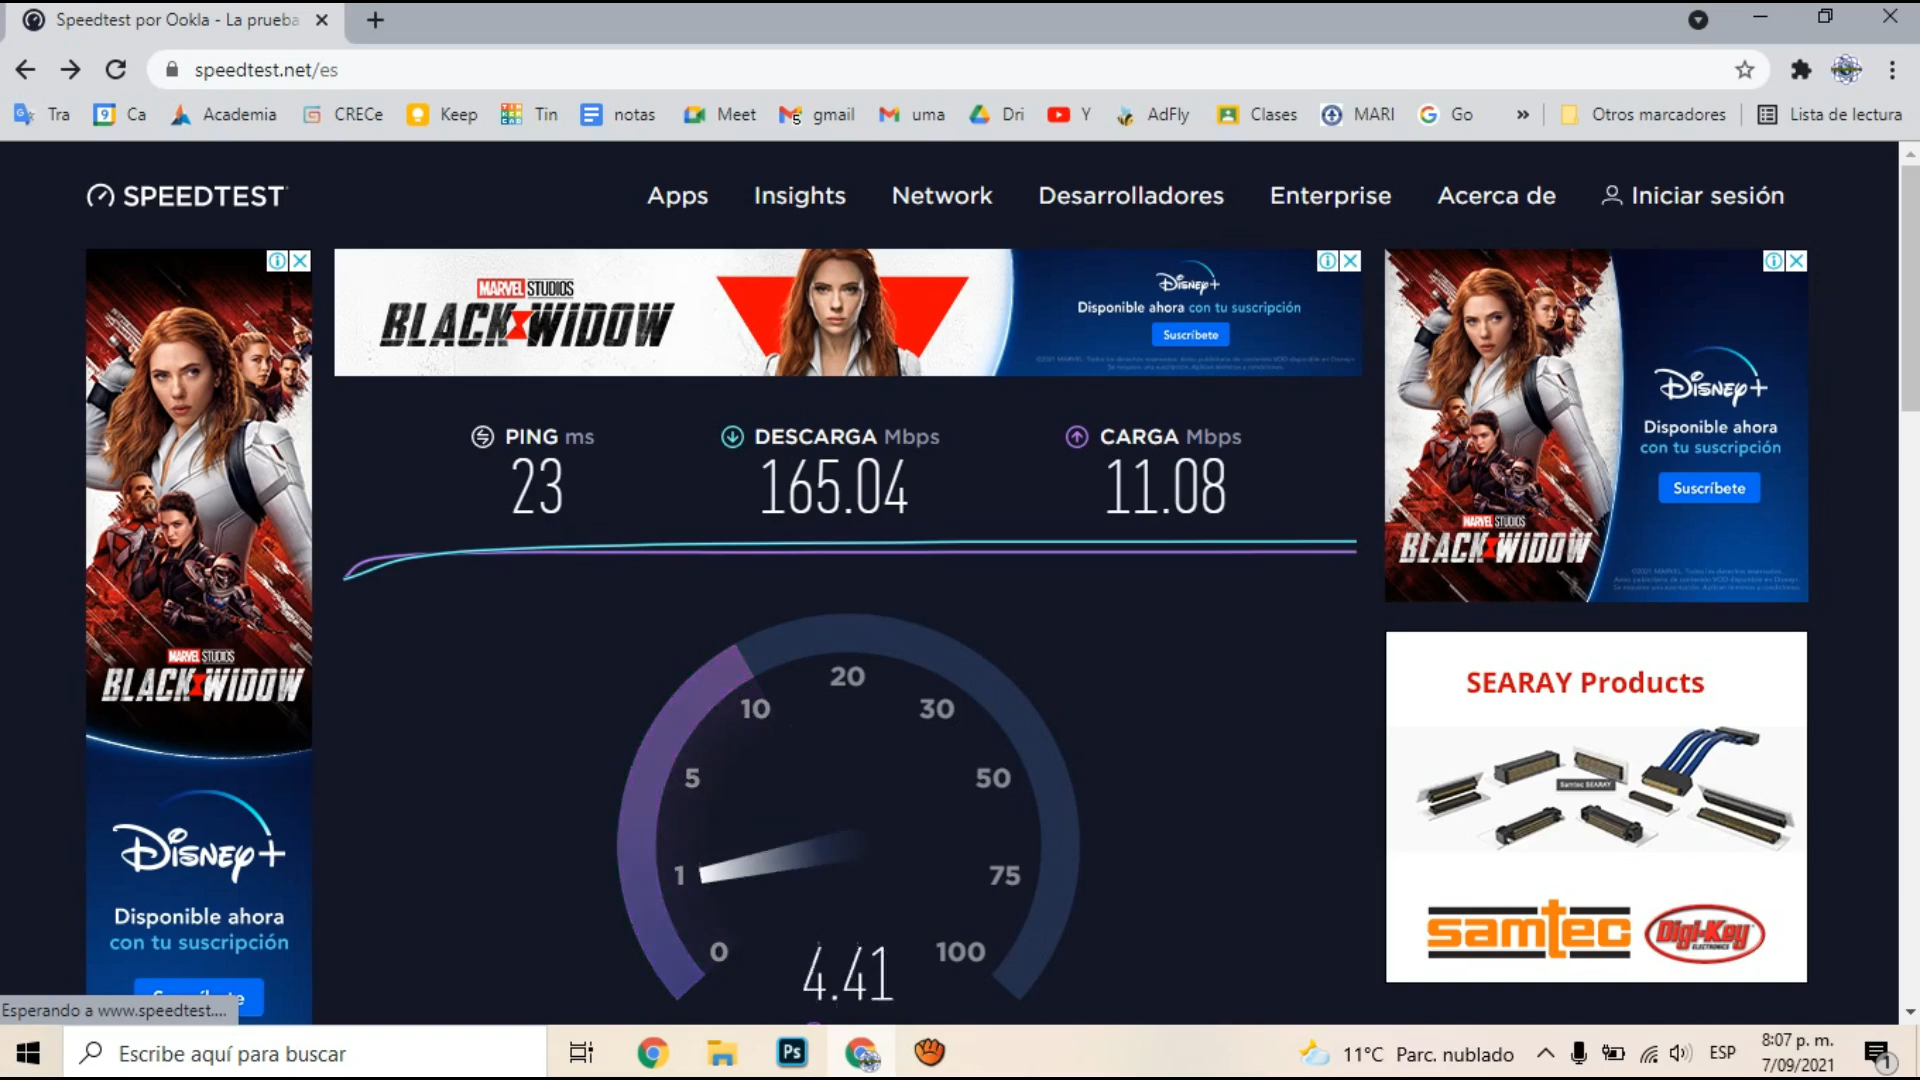 Speedtest por Ookla - La prueba
speedtest.net/es
Tra
Ca
Academia
CRECe
Keep
Tin
notas
Meet
gmail
uma
Dri
Y
AdFly
Clases
MARI
Go
»
Otros marcadores
Lista de lectura
SPEEDTEST
Apps
Insights
Network
Desarrolladores
Enterprise
Acerca de
Iniciar sesión
MARVEL STUDIOS
BLACK WIDOW
Disney+
Disponible ahora con tu suscripción
Suscríbete
PING ms
23
DESCARGA Mbps
165.04
CARGA Mbps
11.08
Disney+
Disponible ahora
con tu suscripción
Suscríbete
MARVEL STUDIOS
BLACK WIDOW
MARVEL STUDIOS
BLACK WIDOW
Disney+
Disponible ahora
con tu suscripción
0
1
5
10
20
30
50
75
100
4.41
SEARAY Products
Samtec SEARAY
samtec
Digi-Key
ELECTRONICS
Esperando a www.speedtest....
Escribe aquí para buscar
Ps
11°C Parc. nublado
ESP
8:07 p. m.
7/09/2021
1